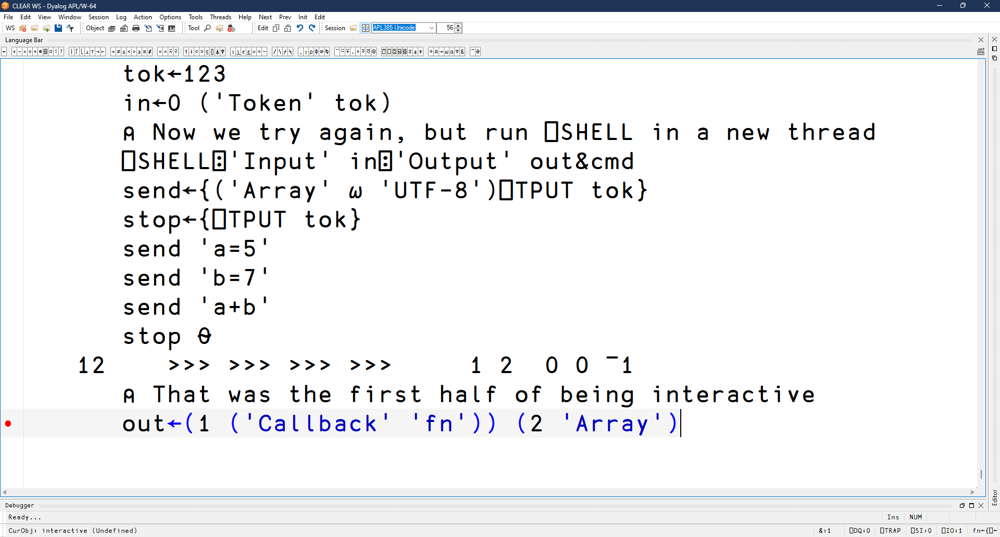 CLEAR WS - Dyalog APL/W-64
File Edit View Window Session Log Action Options Tools Threads Help Next Prev Init Edit
WS Object Tool Edit Session APL385 Unicode 56
Language Bar
tok←123
in←0 ('Token' tok)
⍝ Now we try again, but run ⎕SHELL in a new thread
⎕SHELL⍠'Input' in⍠'Output' out&cmd
send←{('Array' ⍵ 'UTF-8')⎕TPUT tok}
stop←{⎕TPUT tok}
send 'a=5'
send 'b=7'
send 'a+b'
stop ⍬
12 >>> >>> >>> >>> 1 2 0 0 ¯1
⍝ That was the first half of being interactive
out←(1 ('Callback' 'fn')) (2 'Array')
Editor
Debugger
Ready...
Ins NUM
CurObj: interactive (Undefined)
&:1 ⎕DQ:0 ⎕TRAP ⎕SI:0 ⎕IO:1 fn←{⎕←